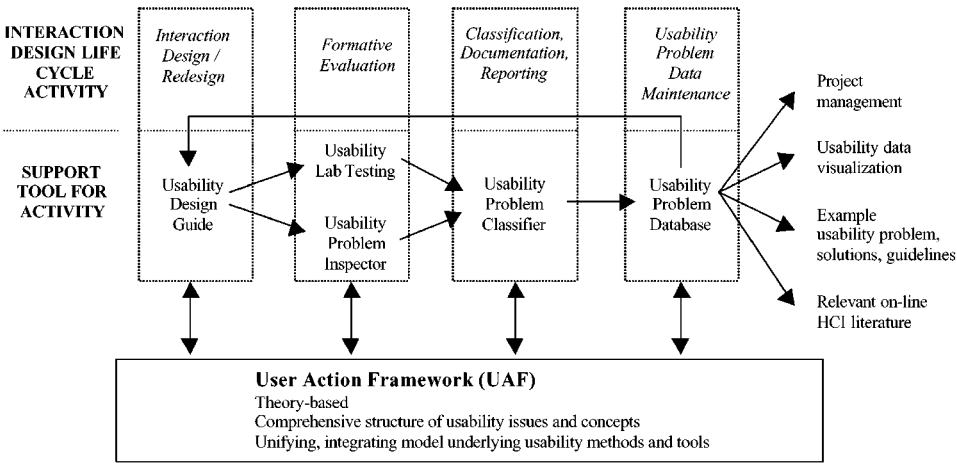 INTERACTION
DESIGN LIFE
CYCLE
ACTIVITY
Interaction
Design /
Redesign
Formative
Evaluation
Classification,
Documentation,
Reporting
Usability
Problem
Data
Maintenance
SUPPORT
TOOL FOR
ACTIVITY
Usability
Design
Guide
Usability
Lab Testing
Usability
Problem
Inspector
Usability
Problem
Classifier
Usability
Problem
Database
Project
management
Usability data
visualization
Example
usability problem,
solutions, guidelines
Relevant on-line
HCI literature
User Action Framework (UAF)
Theory-based
Comprehensive structure of usability issues and concepts
Unifying, integrating model underlying usability methods and tools